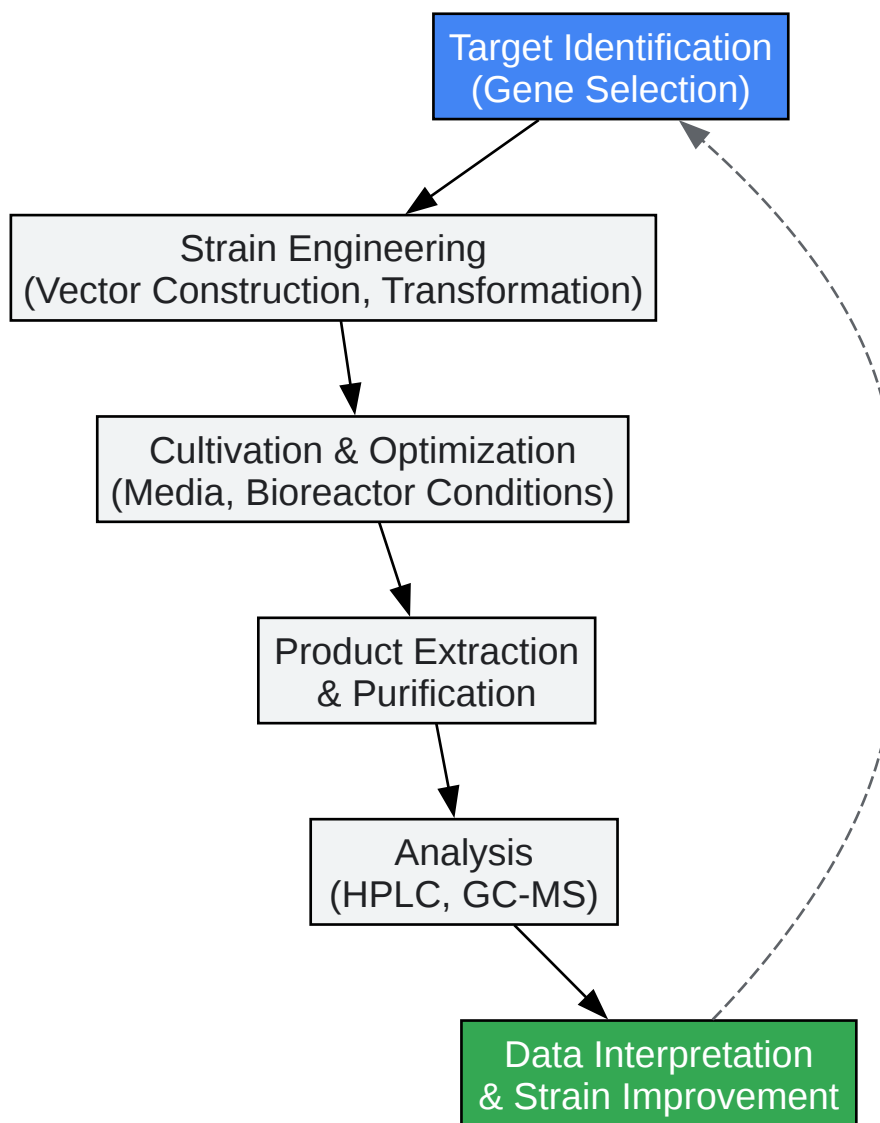 Target Identification
(Gene Selection)
Strain Engineering
(Vector Construction, Transformation)
Cultivation & Optimization
(Media, Bioreactor Conditions)
Product Extraction
& Purification
Analysis
(HPLC, GC-MS)
Data Interpretation
& Strain Improvement